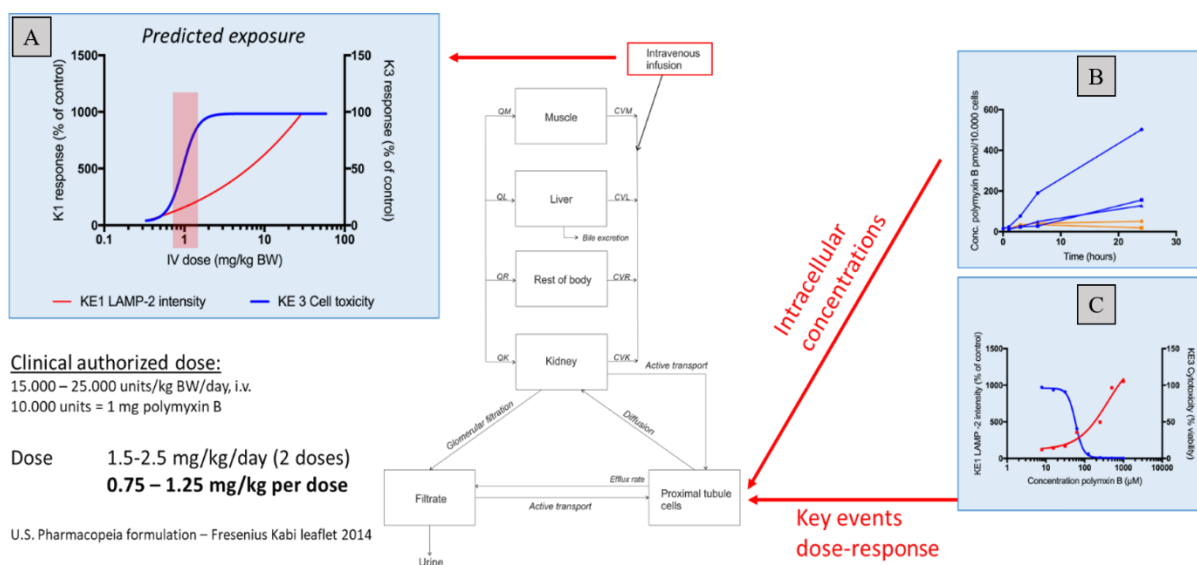 A
Predicted exposure
K1 response (% of control)
1500
1000
500
0
150
100
50
0
K3 response (% of control)
0.1
1
10
100
IV dose (mg/kg BW)
KE1 LAMP-2 intensity
KE 3 Cell toxicity
Clinical authorized dose:
15.000 – 25.000 units/kg BW/day, i.v.
10.000 units = 1 mg polymyxin B
Dose 1.5-2.5 mg/kg/day (2 doses)
0.75 – 1.25 mg/kg per dose
U.S. Pharmacopeia formulation – Fresenius Kabi leaflet 2014
Intravenous
infusion
QM
Muscle
CVM
QL
Liver
CVL
Bile excretion
QR
Rest of body
CVR
QK
Kidney
CVK
Active transport
Glomerular filtration
Diffusion
Filtrate
Efflux rate
Active transport
Proximal tubule
cells
Urine
Intracellular
concentrations
Key events
dose-response
B
Conc. polymyxin B pmol/10.000 cells
600
400
200
0
0
10
20
30
Time (hours)
C
KE1 LAMP -2 intensity (% of control)
1500
1000
500
0
150
100
50
0
KE3 Cytotoxicity (% viability)
1
10
100
1000
10000
Concentration polymxin B (µM)